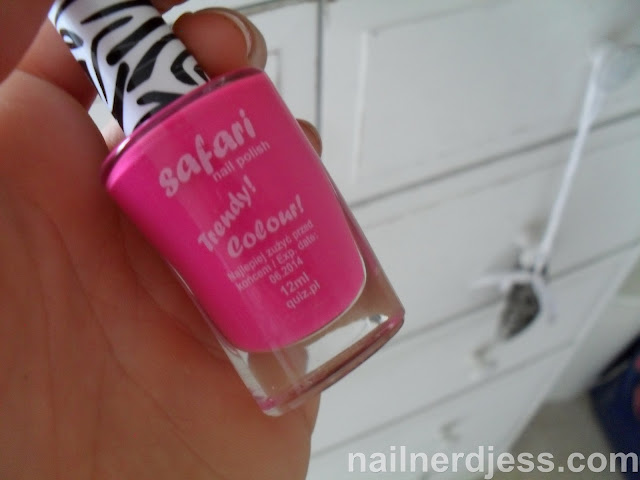 safari
nail polish
Trendy!
Colour!
Najlepiej zużyć przed
końcem / Exp. date:
06.2014
12ml
quiz.pl
nailnerdjess.com